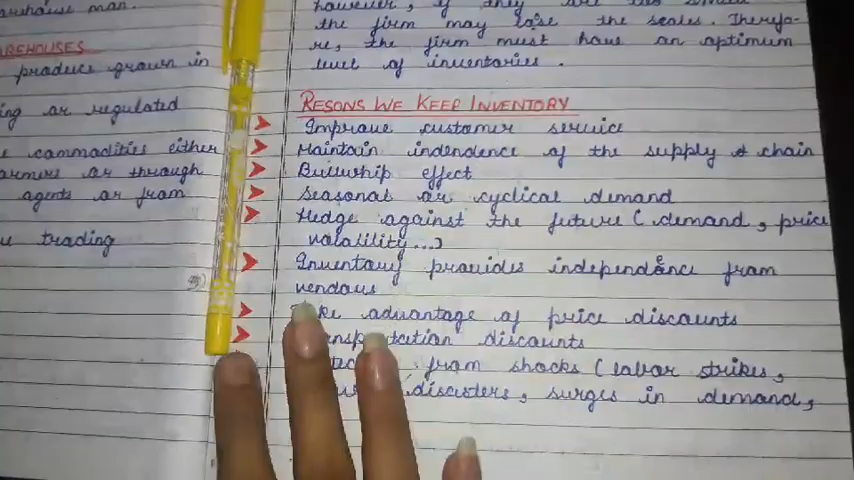 warehouse man.
WAREHOUSES
produce grown in
ing or regulated
commodities either
farmers or through
agents or from
trading
however, if they are
the firm may lose the seales. Therefo-
re, the firm must have an optimum
level of inventories.
RESONS WE KEEP INVENTORY
Improve customer service
Maintain indendence of the supply chain
Bullwhip effect
Seasonal or cyclical demand
Hedge against the future (demand, price
volatility...)
Inventory provides independence from
vendors
Take advantage of price discounts
Transportation discounts
from shocks (labor strikes,
disasters, surges in demand,